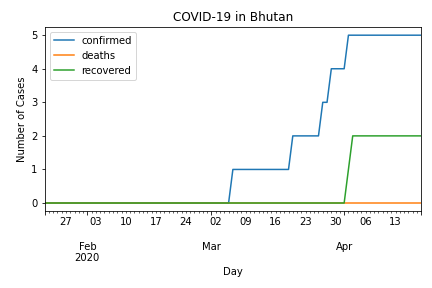 COVID-19 in Bhutan
confirmed
deaths
recovered
Number of Cases
5
4
3
2
1
0
27 03 10 17 24 02 09 16 23 30 06 13
Feb Mar Apr
2020
Day